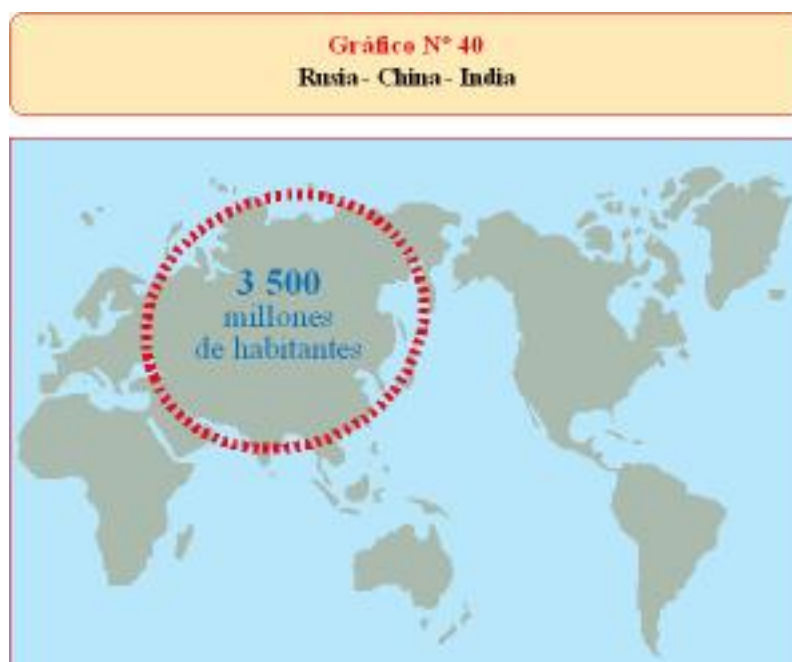 Gráfico N° 40
Rusia - China - India
3 500
millones
de habitantes